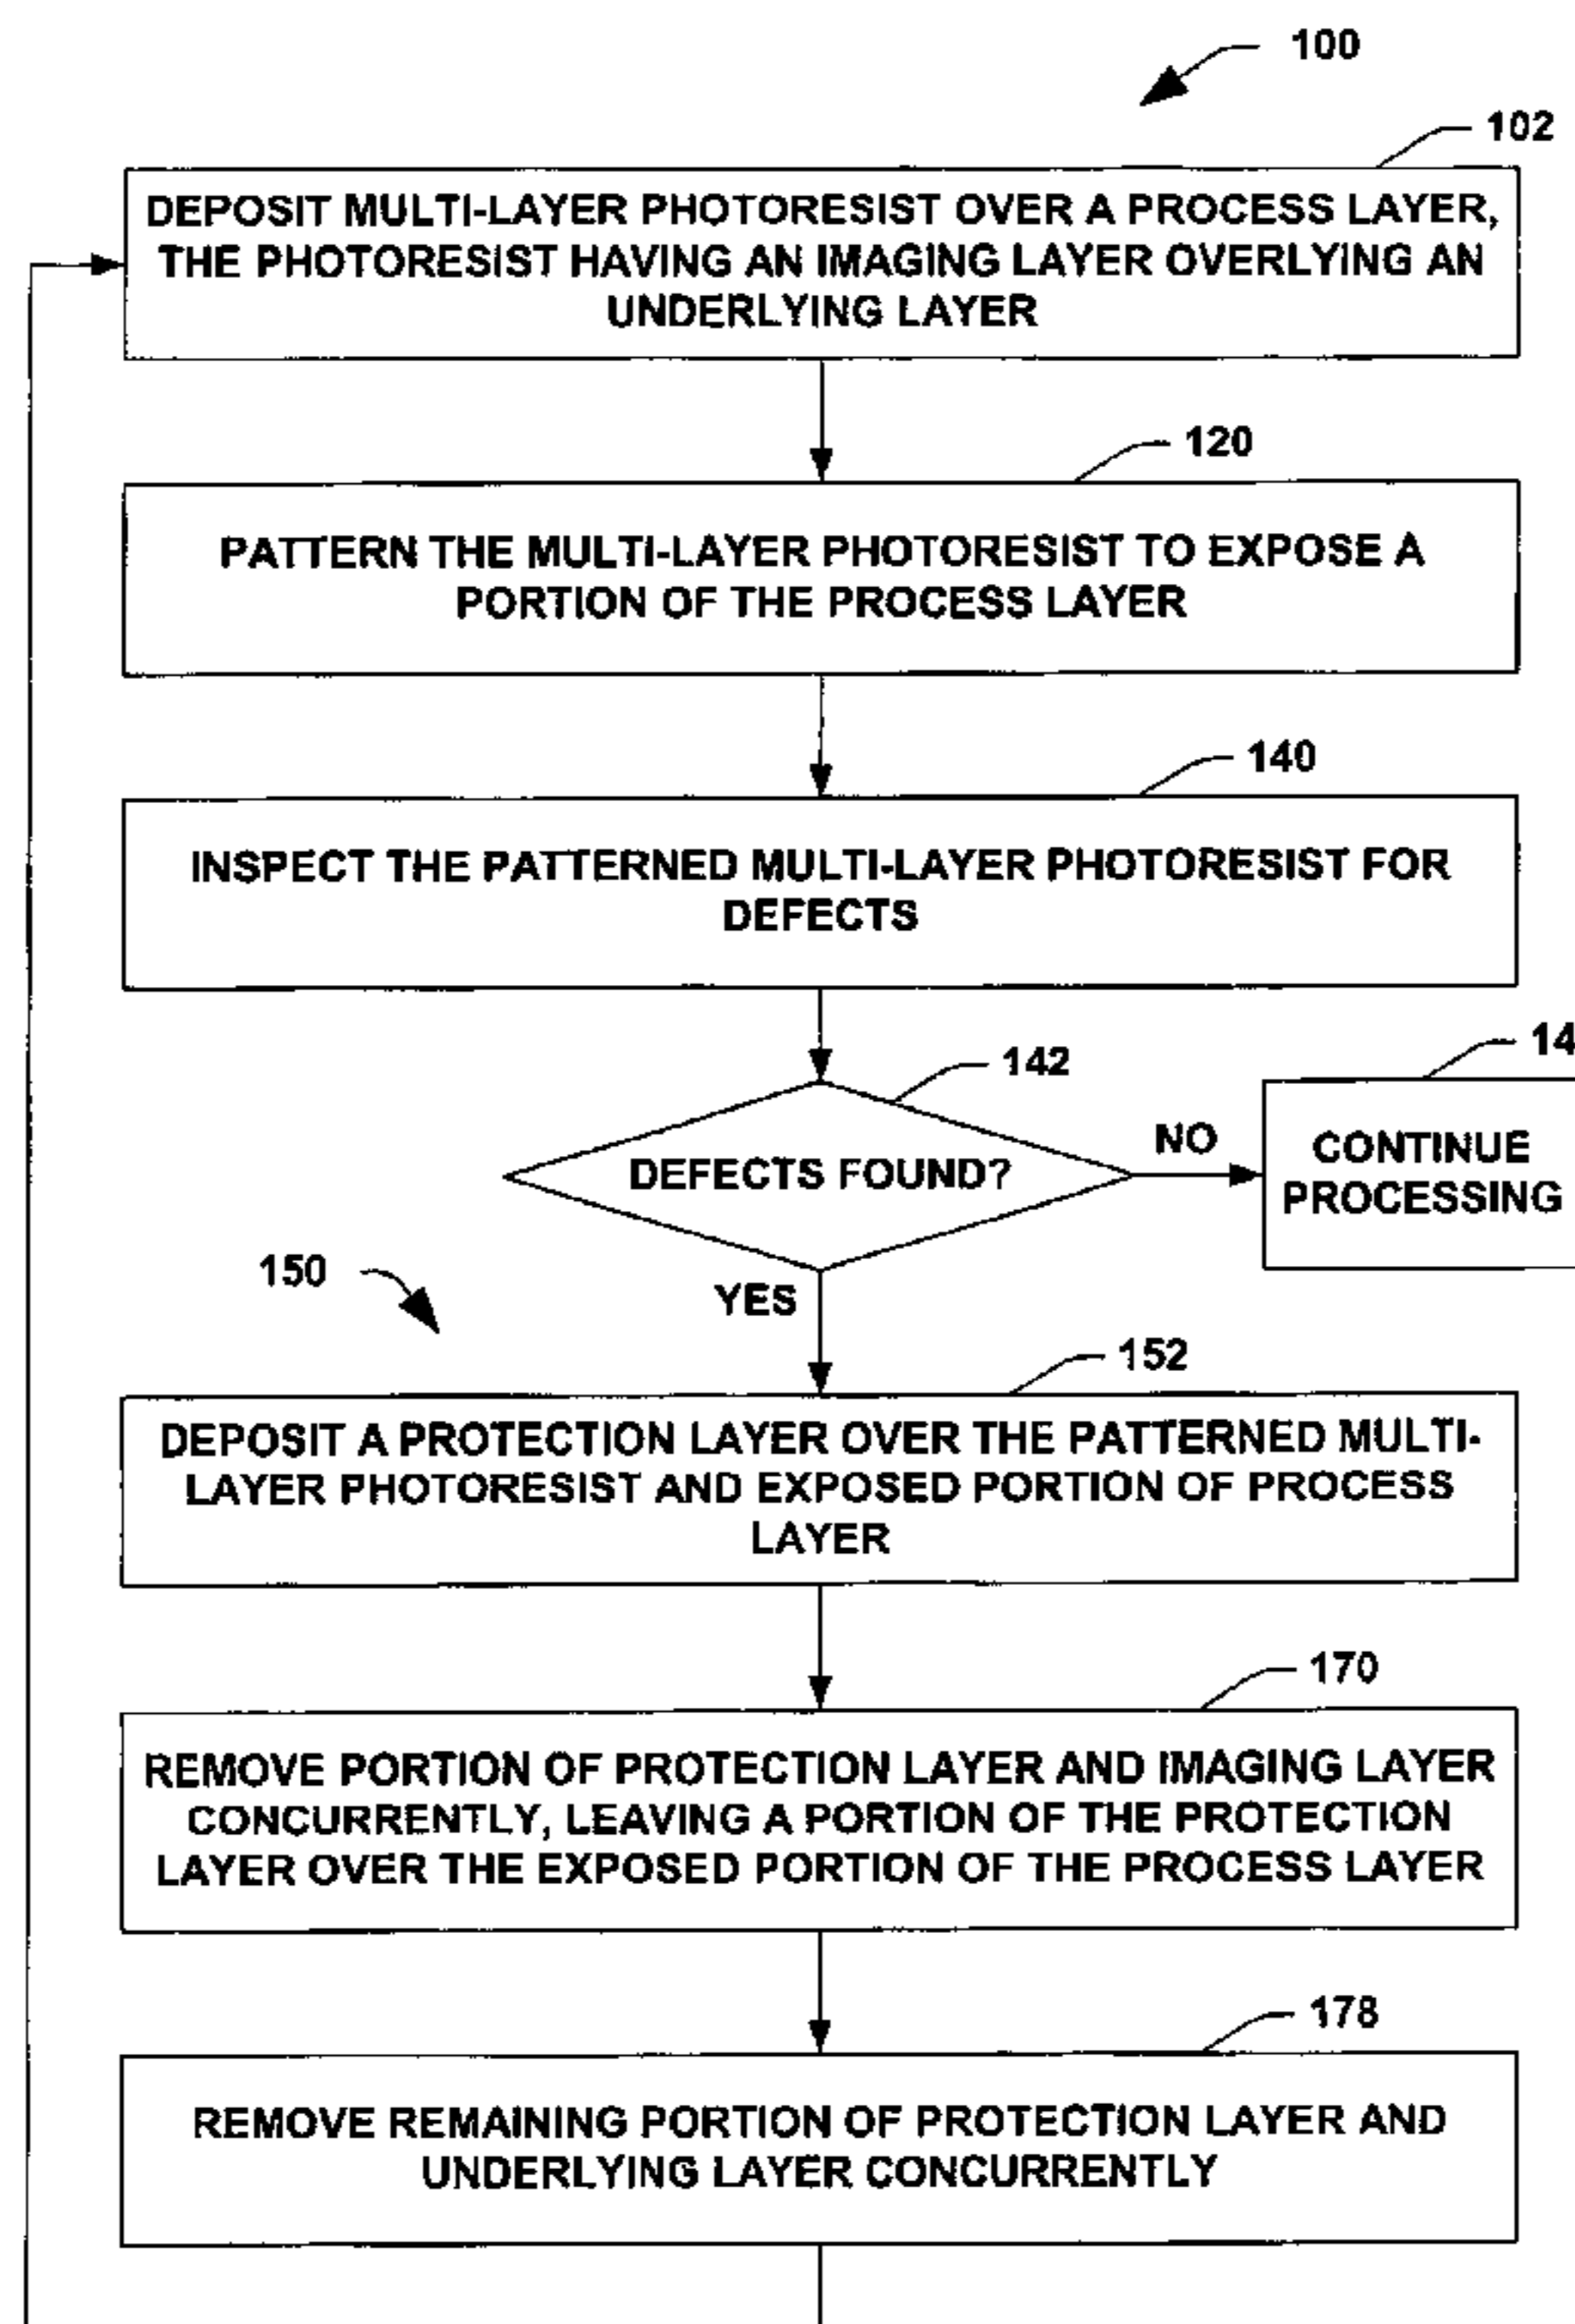 100
102
DEPOSIT MULTI-LAYER PHOTORESIST OVER A PROCESS LAYER,
THE PHOTORESIST HAVING AN IMAGING LAYER OVERLYING AN
UNDERLYING LAYER
120
PATTERN THE MULTI-LAYER PHOTORESIST TO EXPOSE A
PORTION OF THE PROCESS LAYER
140
INSPECT THE PATTERNED MULTI-LAYER PHOTORESIST FOR
DEFECTS
142
DEFECTS FOUND?
NO
CONTINUE
PROCESSING
150
YES
152
DEPOSIT A PROTECTION LAYER OVER THE PATTERNED MULTI-
LAYER PHOTORESIST AND EXPOSED PORTION OF PROCESS
LAYER
170
REMOVE PORTION OF PROTECTION LAYER AND IMAGING LAYER
CONCURRENTLY, LEAVING A PORTION OF THE PROTECTION
LAYER OVER THE EXPOSED PORTION OF THE PROCESS LAYER
178
REMOVE REMAINING PORTION OF PROTECTION LAYER AND
UNDERLYING LAYER CONCURRENTLY